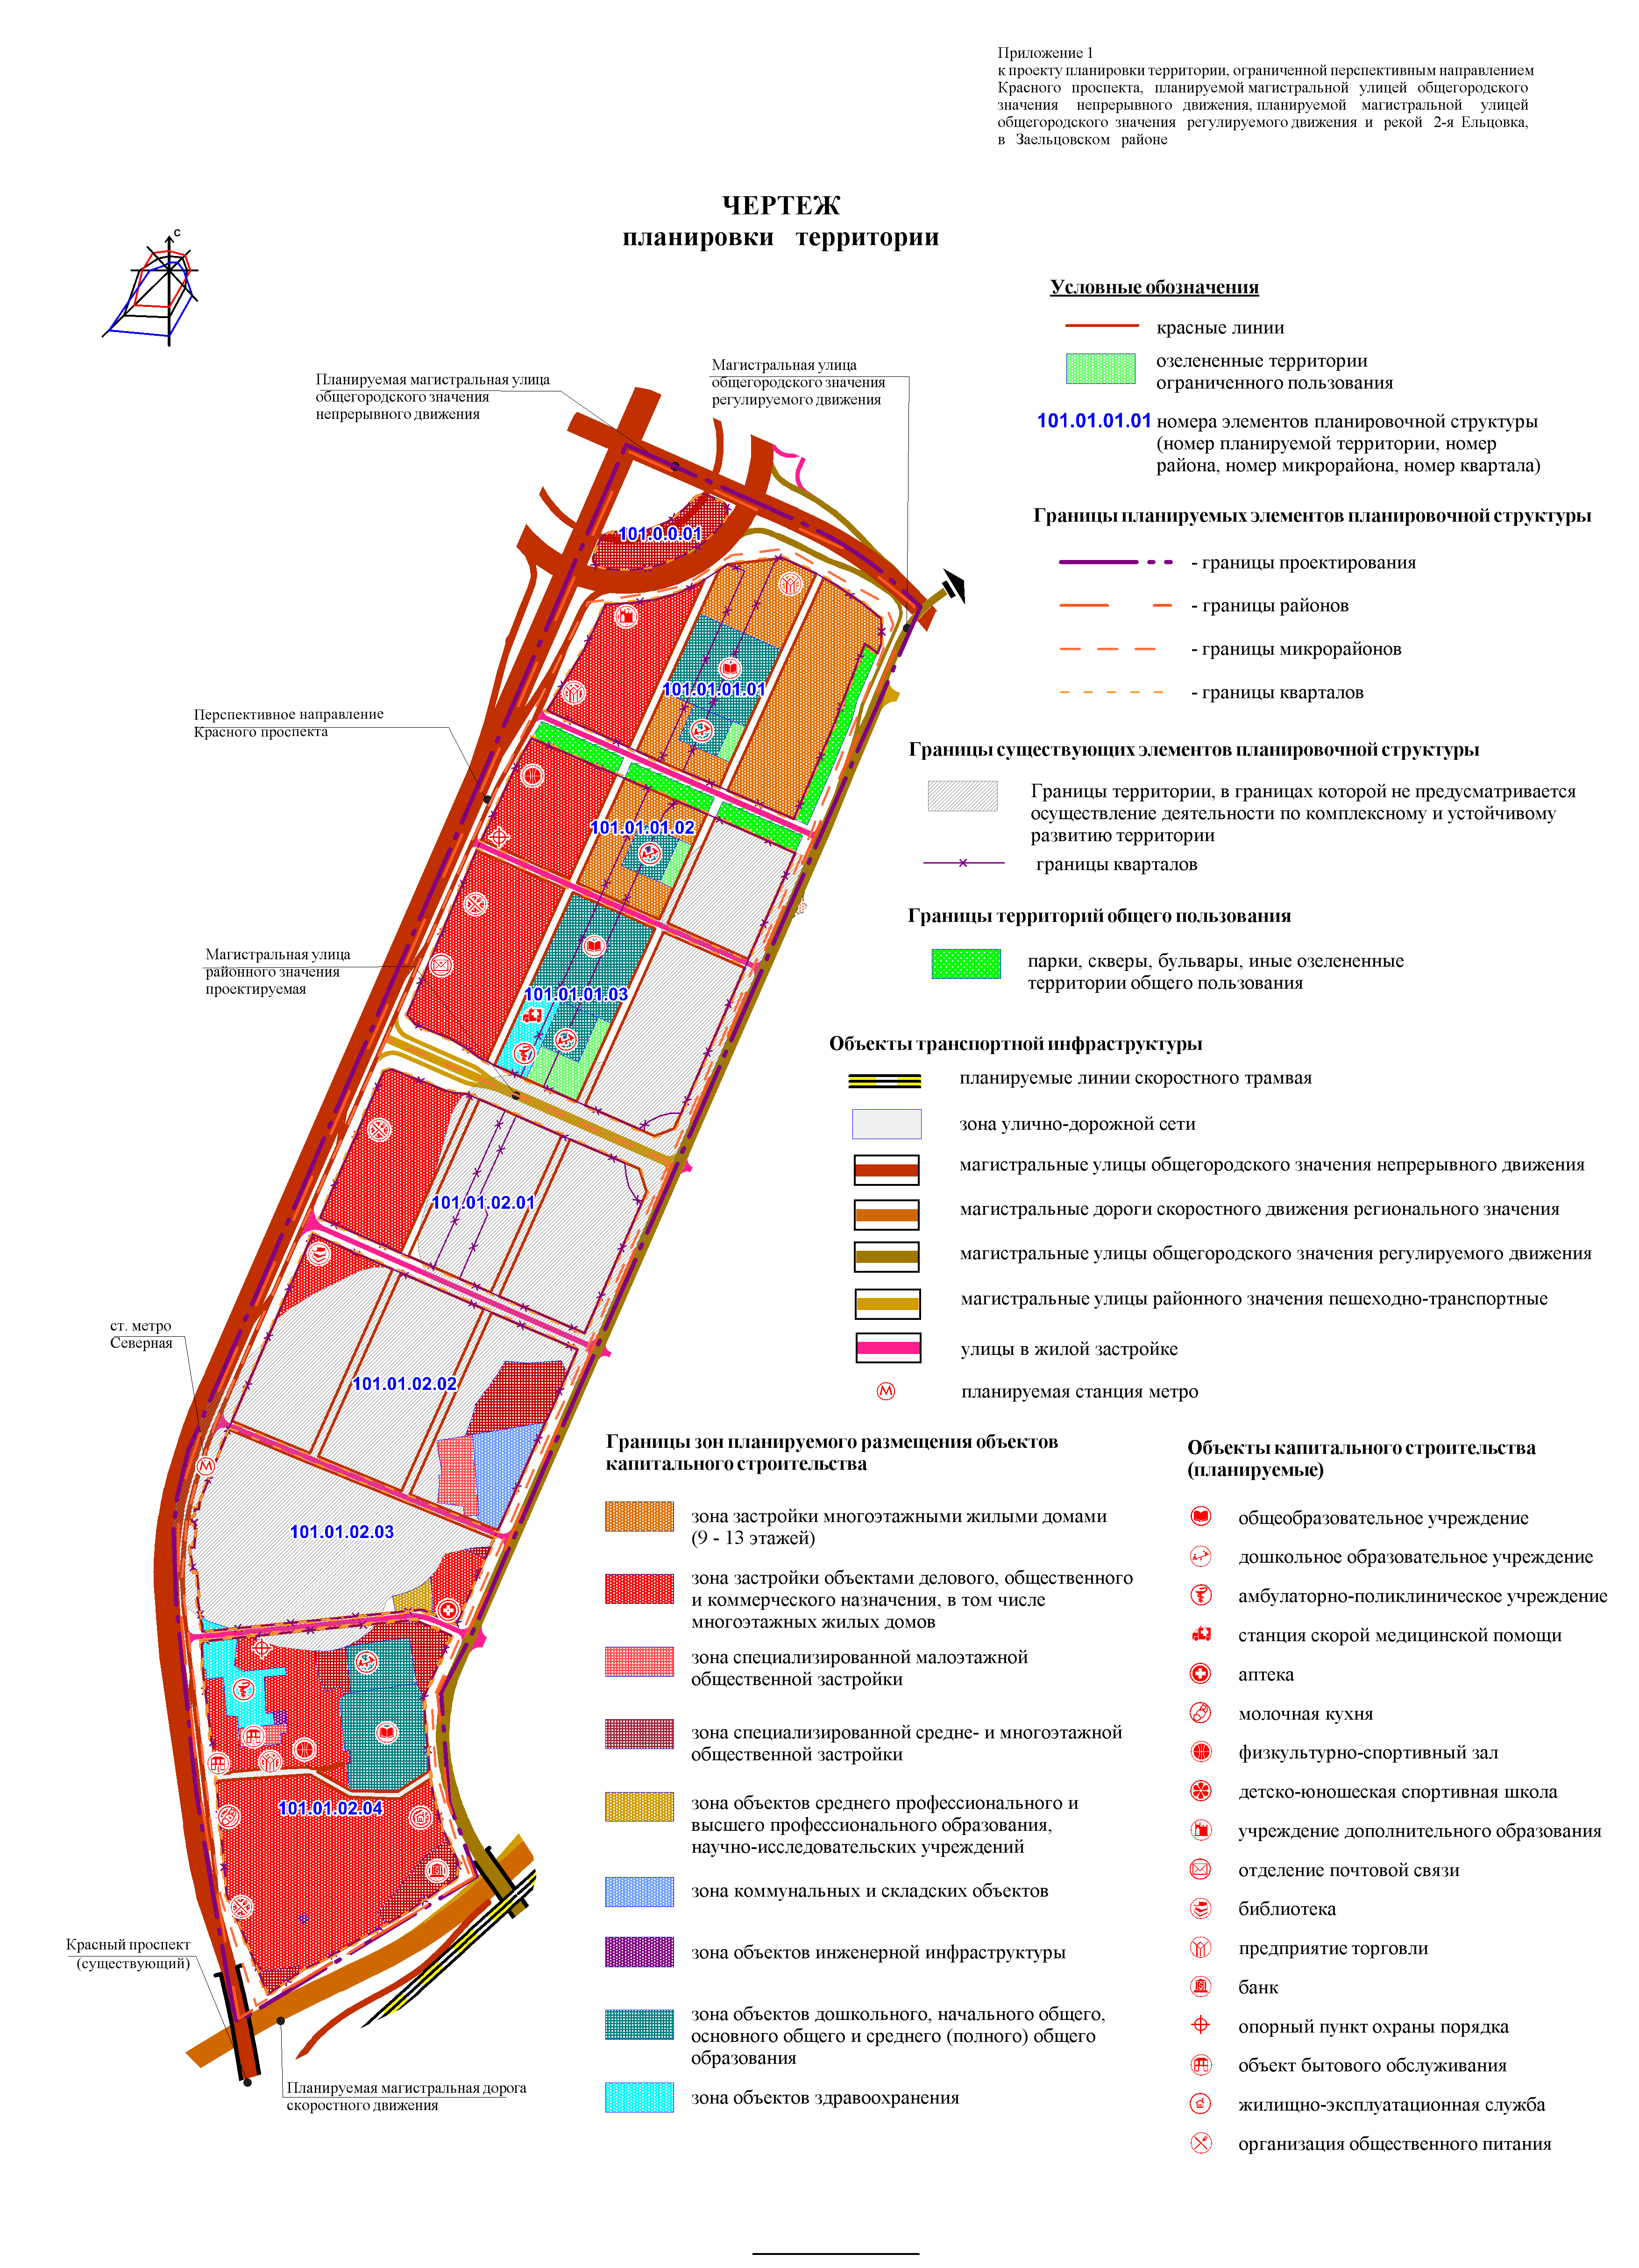 Приложение 1
к проекту планировки территории, ограниченной перспективным направлением
Красного проспекта, планируемой магистральной улицей общегородского
значения непрерывного движения, планируемой магистральной улицей
общегородского значения регулируемого движения и рекой 2-я Ельцовка,
в Заельцовском районе
ЧЕРТЕЖ
планировки территории
С
Условные обозначения
красные линии
озелененные территории
ограниченного пользования
101.01.01.01 номера элементов планировочной структуры
(номер планируемой территории, номер
района, номер микрорайона, номер квартала)
Границы планируемых элементов планировочной структуры
- границы проектирования
- границы районов
- границы микрорайонов
- границы кварталов
Границы существующих элементов планировочной структуры
Границы территории, в границах которой не предусматривается
осуществление деятельности по комплексному и устойчивому
развитию территории
границы кварталов
Границы территорий общего пользования
парки, скверы, бульвары, иные озелененные
территории общего пользования
Объекты транспортной инфраструктуры
планируемые линии скоростного трамвая
зона улично-дорожной сети
магистральные улицы общегородского значения непрерывного движения
магистральные дороги скоростного движения регионального значения
магистральные улицы общегородского значения регулируемого движения
магистральные улицы районного значения пешеходно-транспортные
улицы в жилой застройке
М планируемая станция метро
Планируемая магистральная улица
общегородского значения
непрерывного движения
Магистральная улица
общегородского значения
регулируемого движения
101.0.0.01
101.01.01.01
Перспективное направление
Красного проспекта
101.01.01.02
Магистральная улица
районного значения
проектируемая
101.01.01.03
101.01.02.01
ст. метро
Северная
101.01.02.02
М
101.01.02.03
101.01.02.04
Красный проспект
(существующий)
Планируемая магистральная дорога
скоростного движения
Границы зон планируемого размещения объектов
капитального строительства
зона застройки многоэтажными жилыми домами
(9 - 13 этажей)
зона застройки объектами делового, общественного
и коммерческого назначения, в том числе
многоэтажных жилых домов
зона специализированной малоэтажной
общественной застройки
зона специализированной средне- и многоэтажной
общественной застройки
зона объектов среднего профессионального и
высшего профессионального образования,
научно-исследовательских учреждений
зона коммунальных и складских объектов
зона объектов инженерной инфраструктуры
зона объектов дошкольного, начального общего,
основного общего и среднего (полного) общего
образования
зона объектов здравоохранения
Объекты капитального строительства
(планируемые)
общеобразовательное учреждение
дошкольное образовательное учреждение
амбулаторно-поликлиническое учреждение
станция скорой медицинской помощи
аптека
молочная кухня
физкультурно-спортивный зал
детско-юношеская спортивная школа
учреждение дополнительного образования
отделение почтовой связи
библиотека
предприятие торговли
банк
опорный пункт охраны порядка
объект бытового обслуживания
жилищно-эксплуатационная служба
организация общественного питания